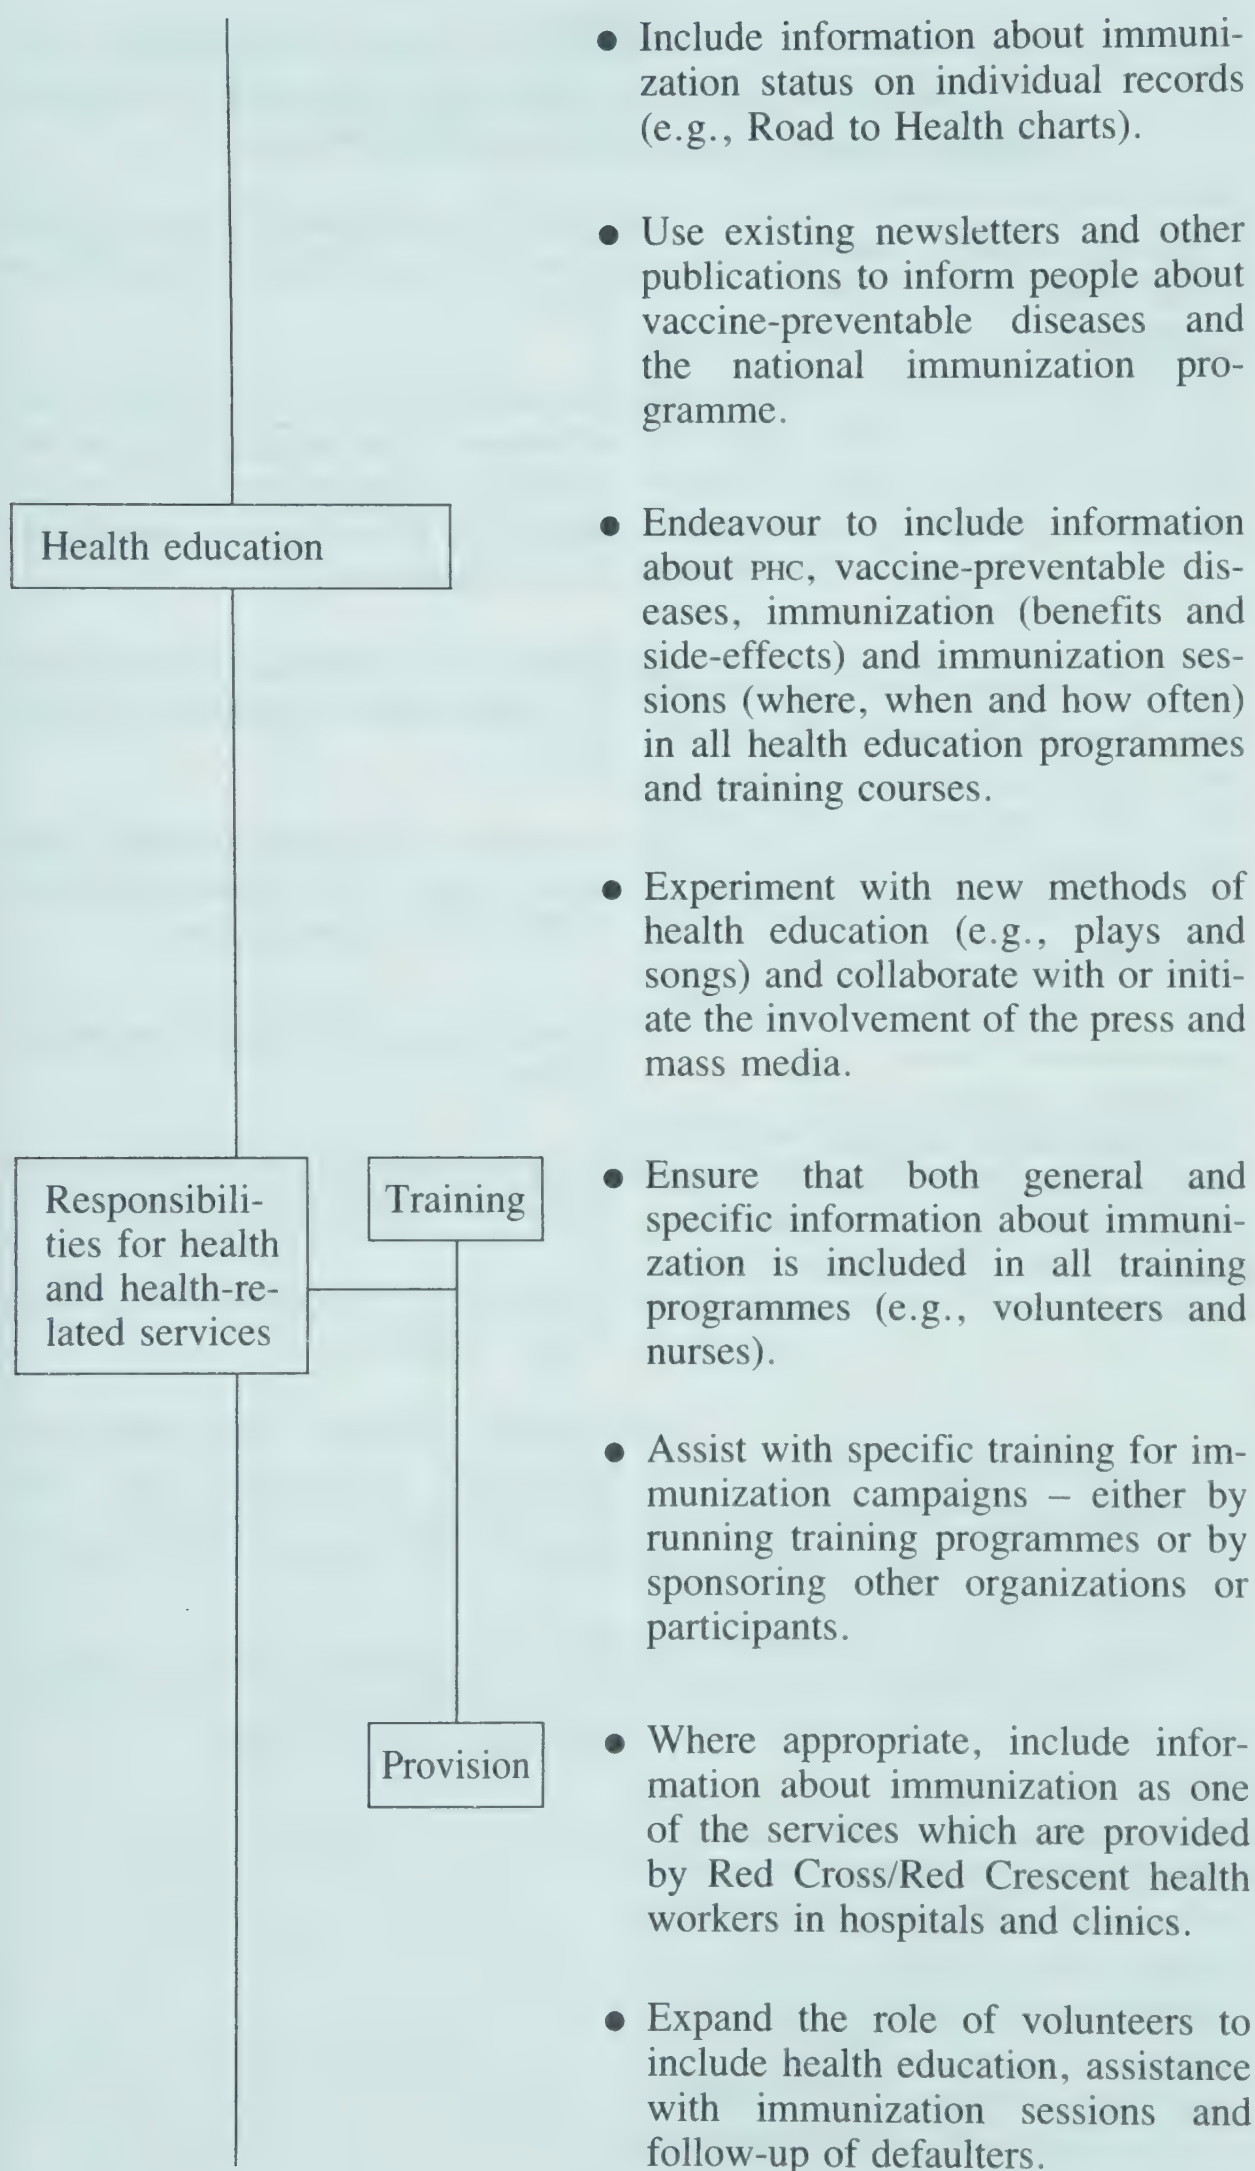 ● Include information about immuni-
zation status on individual records
(e.g., Road to Health charts).
● Use existing newsletters and other
publications to inform people about
vaccine-preventable diseases and
the national immunization pro-
gramme.
Health education
● Endeavour to include information
about PHC, vaccine-preventable dis-
eases, immunization (benefits and
side-effects) and immunization ses-
sions (where, when and how often)
in all health education programmes
and training courses.
● Experiment with new methods of
health education (e.g., plays and
songs) and collaborate with or initi-
ate the involvement of the press and
mass media.
Responsibili-
ties for health
and health-re-
lated services
Training
● Ensure that both general and
specific information about immuni-
zation is included in all training
programmes (e.g., volunteers and
nurses).
● Assist with specific training for im-
munization campaigns – either by
running training programmes or by
sponsoring other organizations or
participants.
Provision
● Where appropriate, include infor-
mation about immunization as one
of the services which are provided
by Red Cross/Red Crescent health
workers in hospitals and clinics.
● Expand the role of volunteers to
include health education, assistance
with immunization sessions and
follow-up of defaulters.